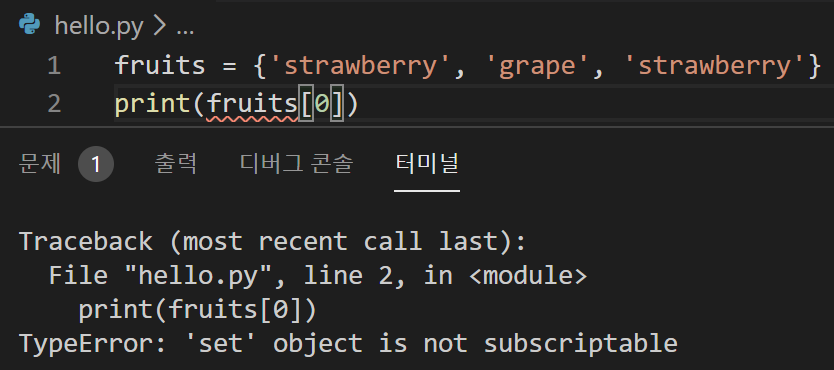 hello.py > ...
1 fruits = {'strawberry', 'grape', 'strawberry'}
2 print(fruits[0])
문제 1 출력 디버그 콘솔 터미널
Traceback (most recent call last):
  File "hello.py", line 2, in <module>
    print(fruits[0])
TypeError: 'set' object is not subscriptable